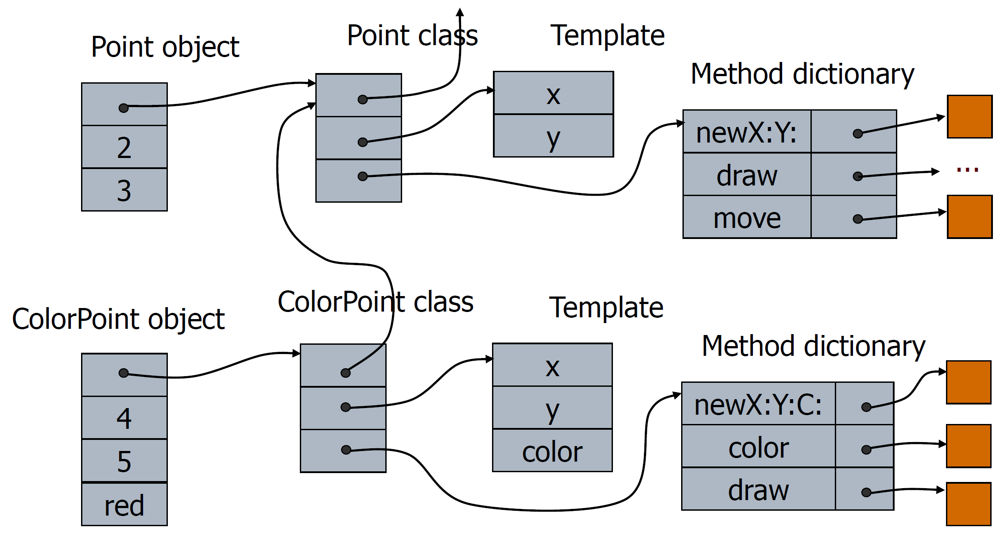 Point object
2
3
Point class
Template
x
y
Method dictionary
newX:Y:
draw
move
...
ColorPoint object
4
5
red
ColorPoint class
Template
x
y
color
Method dictionary
newX:Y:C:
color
draw